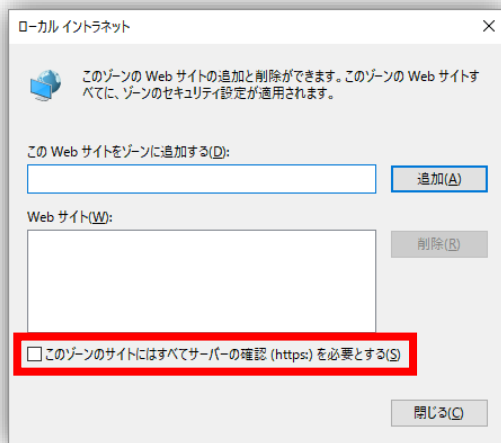 ローカル イントラネット
このゾーンの Web サイトの追加と削除ができます。このゾーンの Web サイトす
べてに、ゾーンのセキュリティ設定が適用されます。
この Web サイトをゾーンに追加する(D):
追加(A)
Web サイト(W):
削除(R)
このゾーンのサイトにはすべてサーバーの確認 (https:) を必要とする(S)
閉じる(C)